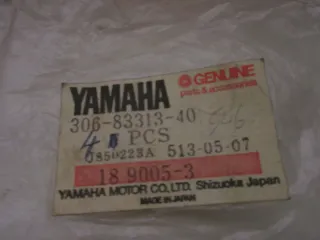 YAMAHA GENUINE
parts & accessories
306-83313-40
PCS
0850223A 513-05-07
18 9005-3
YAMAHA MOTOR CO., LTD. Shizuoka Japan
MADE IN JAPAN